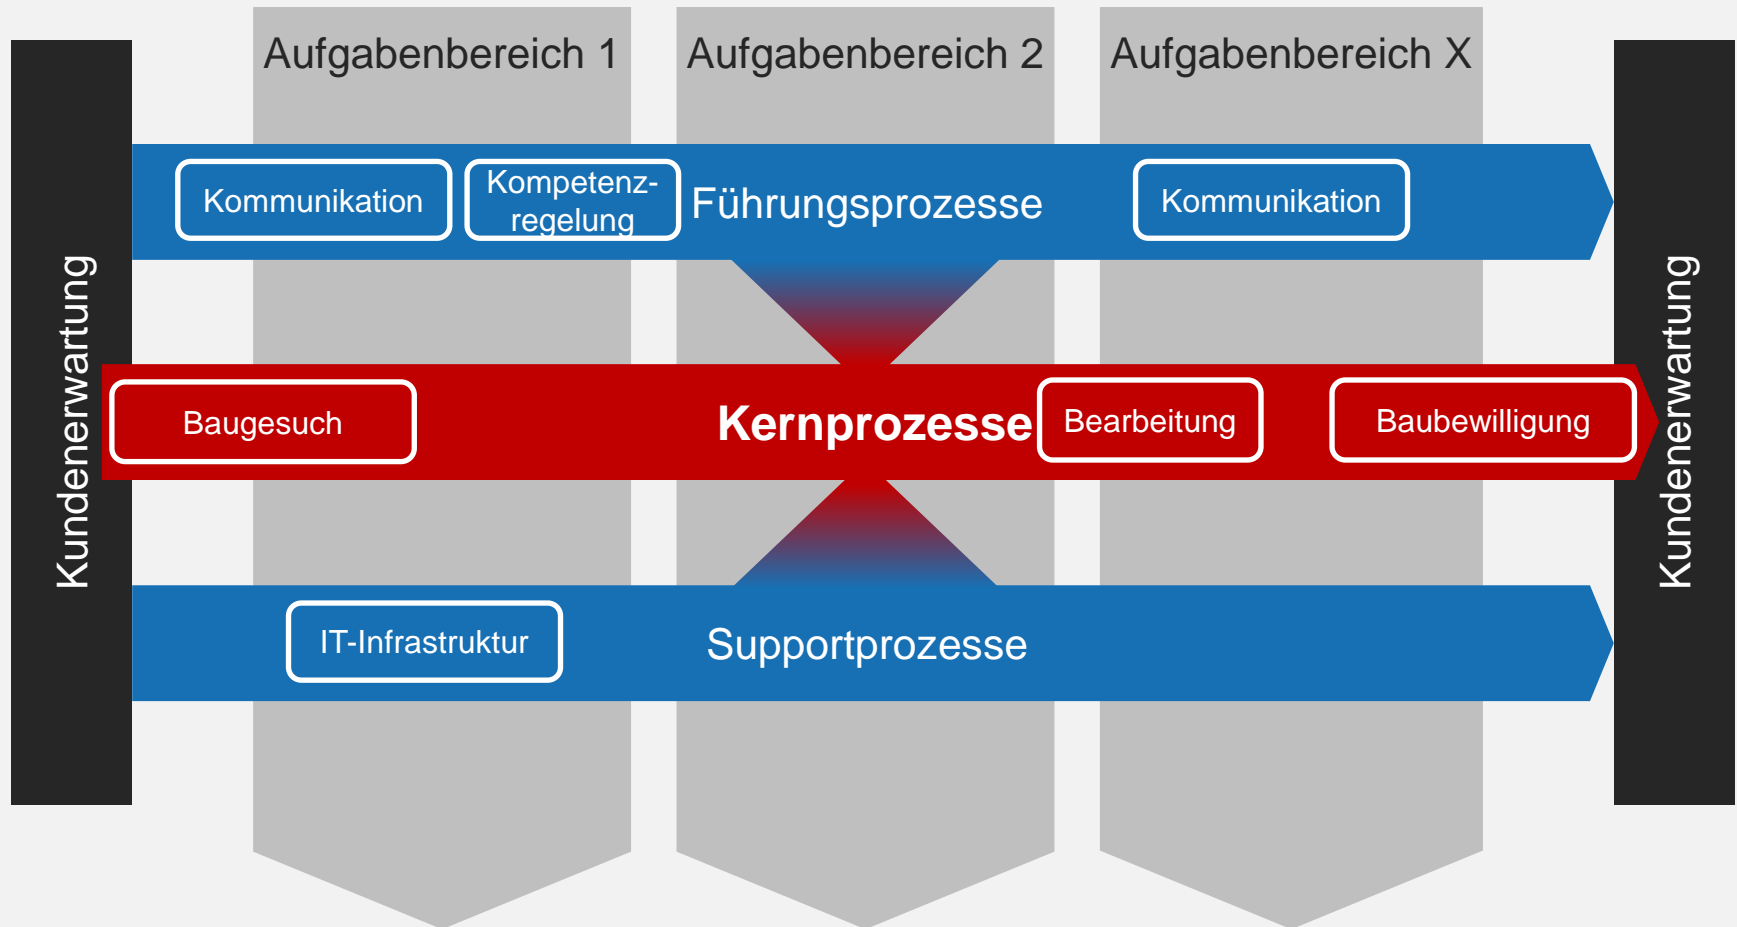 Aufgabenbereich 1
Aufgabenbereich 2
Aufgabenbereich X
Kundenerwartung
Kommunikation
Kompetenz-
regelung
Führungsprozesse
Kommunikation
Baugesuch
Kernprozesse
Bearbeitung
Baubewilligung
IT-Infrastruktur
Supportprozesse
Kundenerwartung